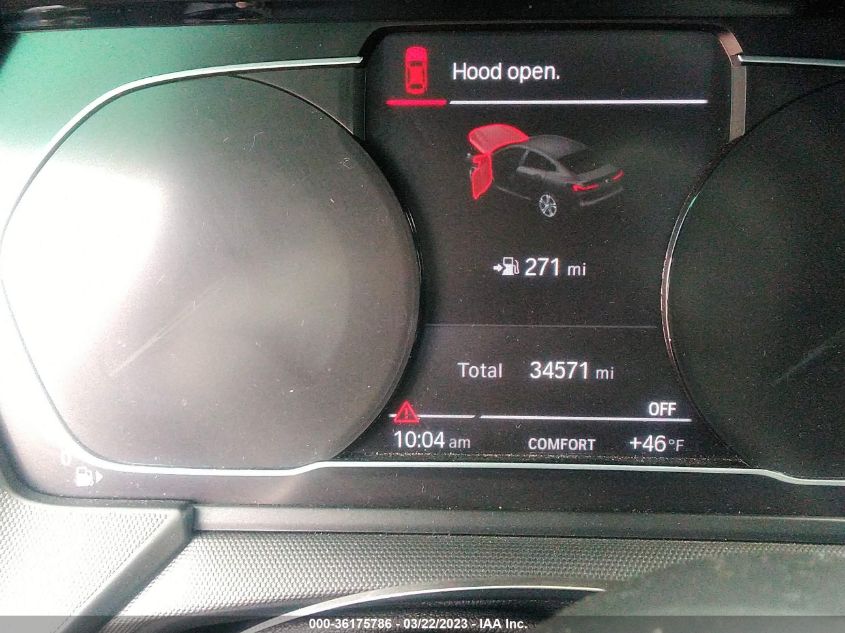 Hood open.
271 mi
Total 34571 mi
OFF
10:04 am COMFORT +46°F
000-36175786 - 03/22/2023 - IAA Inc.